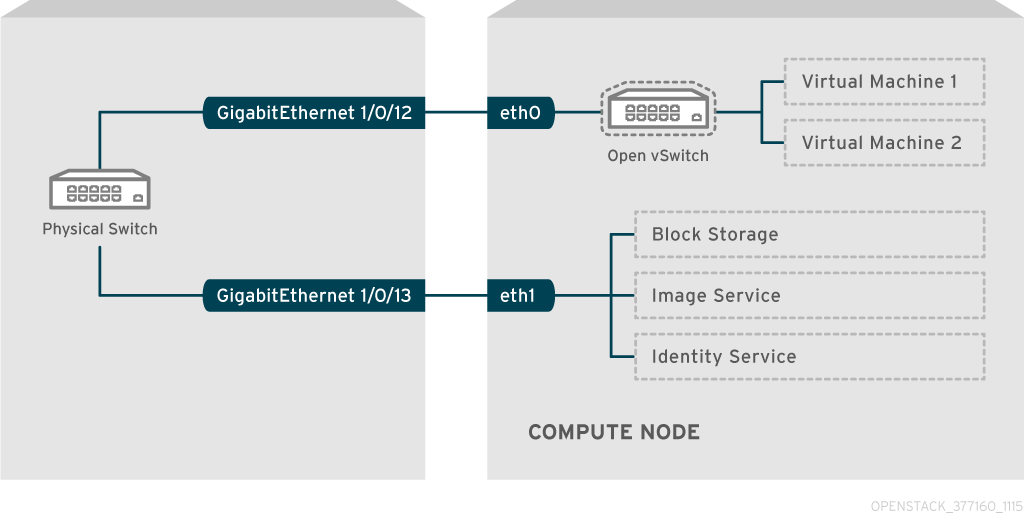 GigabitEthernet 1/0/12
eth0
Open vSwitch
Virtual Machine 1
Virtual Machine 2
Physical Switch
GigabitEthernet 1/0/13
eth1
Block Storage
Image Service
Identity Service
COMPUTE NODE
OPENSTACK_377160_1115